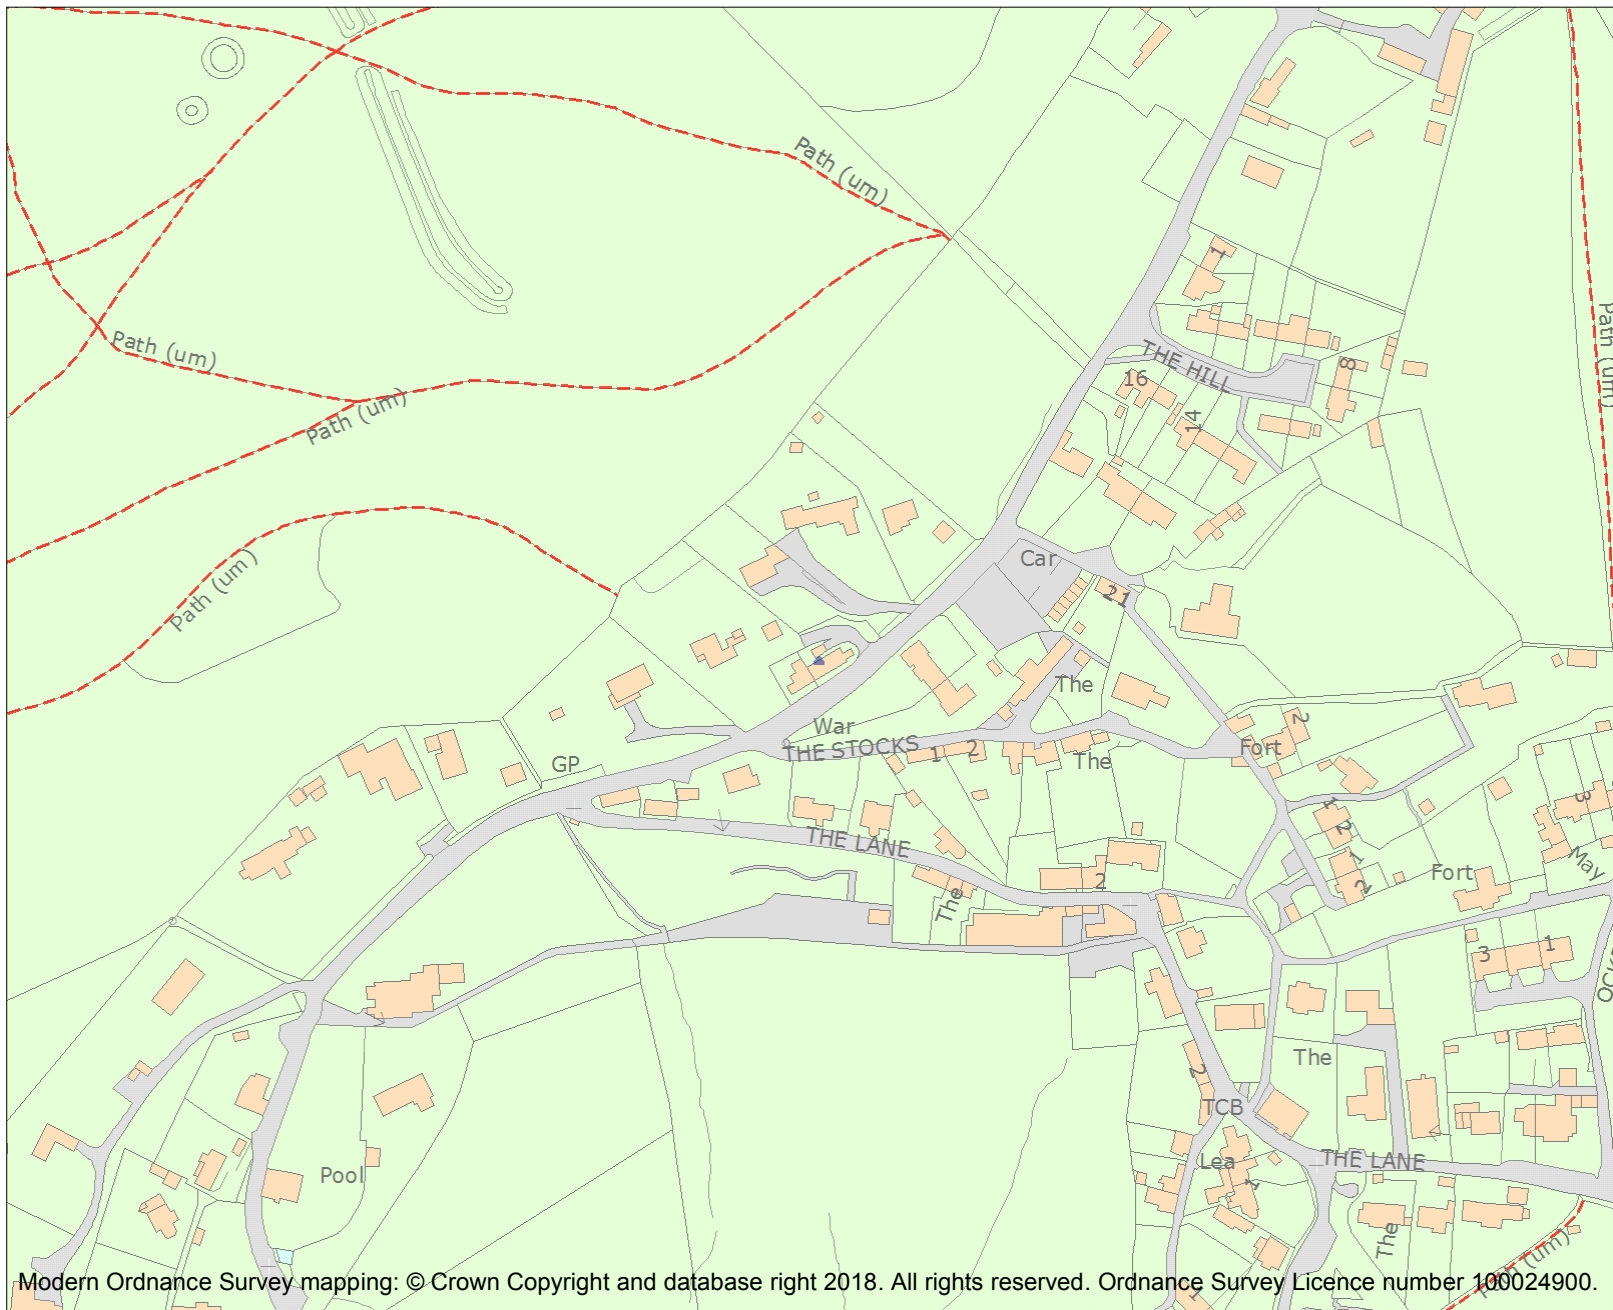 Path (um)
1
Path (um)
THE HILL
Path (um)
8
16
Path (um)
14
Car
Path (um)
21
The
War
2
THE STOCKS
1
2
Fort
The
GP
1
3
2
THE LANE
1
May
2
Fort
2
The
1
3
The
2
TCB
Lea
THE LANE
Pool
1
The
Path (um)
1
Modern Ordnance Survey mapping: © Crown Copyright and database right 2018. All rights reserved. Ordnance Survey Licence number 100024900.